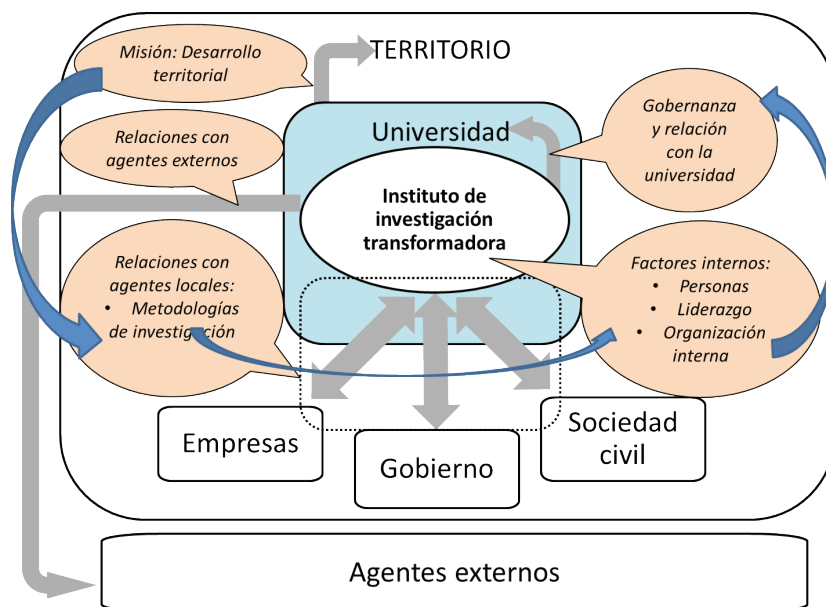 Misión: Desarrollo
territorial
TERRITORIO
Relaciones con
agentes externos
Universidad
Gobernanza
y relación
con la
universidad
Instituto de
investigación
transformadora
Relaciones con
agentes locales:
• Metodologías
de investigación
Factores internos:
• Personas
• Liderazgo
• Organización
interna
Empresas
Gobierno
Sociedad
civil
Agentes externos